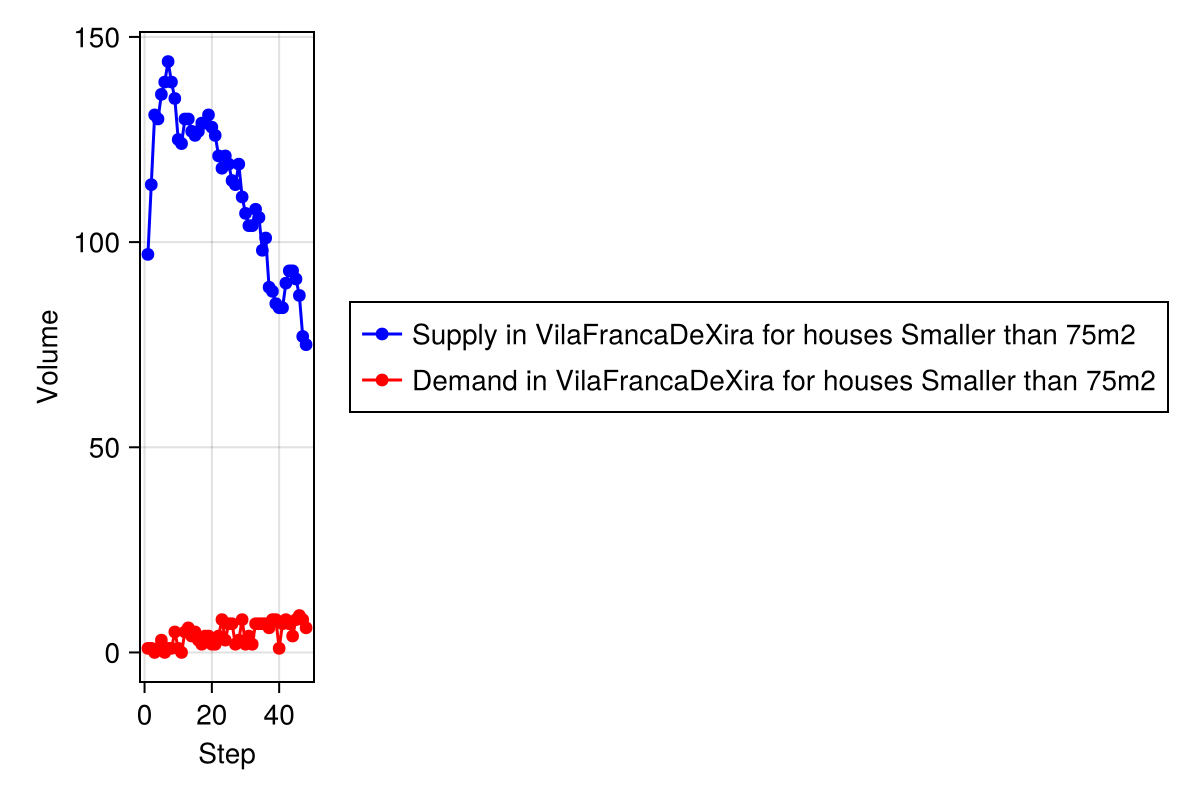 150
100
50
0
Volume
0 20 40
Step
Supply in VilaFrancaDeXira for houses Smaller than 75m2
Demand in VilaFrancaDeXira for houses Smaller than 75m2